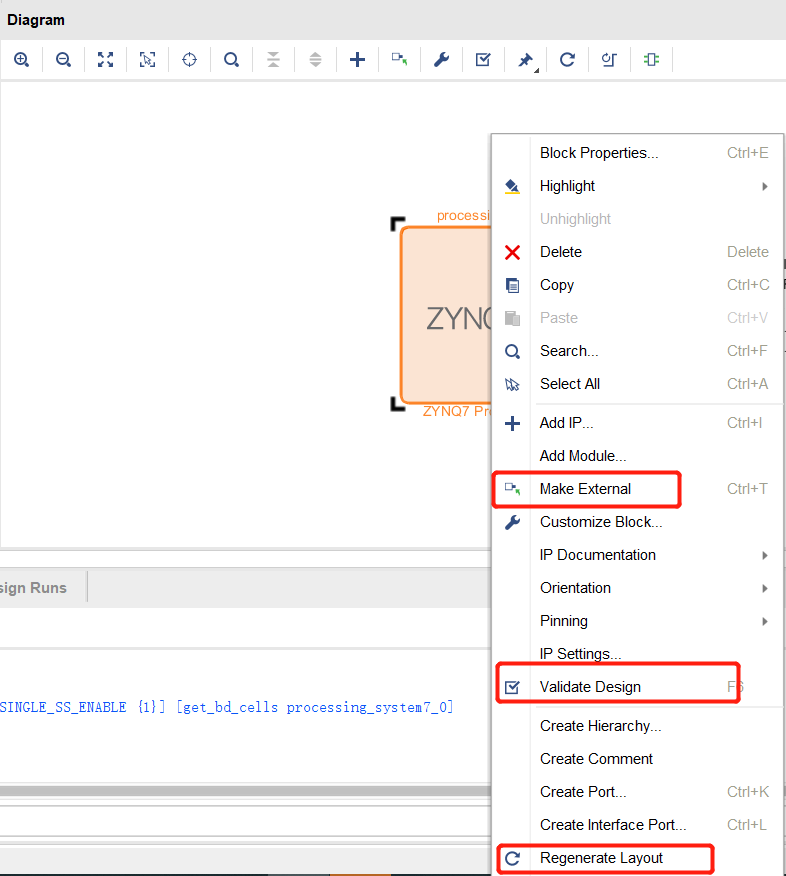 Diagram
Block Properties... Ctrl+E
Highlight
processi
Unhighlight
Delete Delete
Copy Ctrl+C
ZYNQ
Paste Ctrl+V
Search... Ctrl+F
Select All Ctrl+A
ZYNQ7 Pro
Add IP... Ctrl+I
Add Module...
Make External Ctrl+T
Customize Block...
IP Documentation
sign Runs
Orientation
Pinning
IP Settings...
Validate Design F6
SINGLE_SS_ENABLE {1}] [get_bd_cells processing_system7_0]
Create Hierarchy...
Create Comment
Create Port... Ctrl+K
Create Interface Port... Ctrl+L
Regenerate Layout